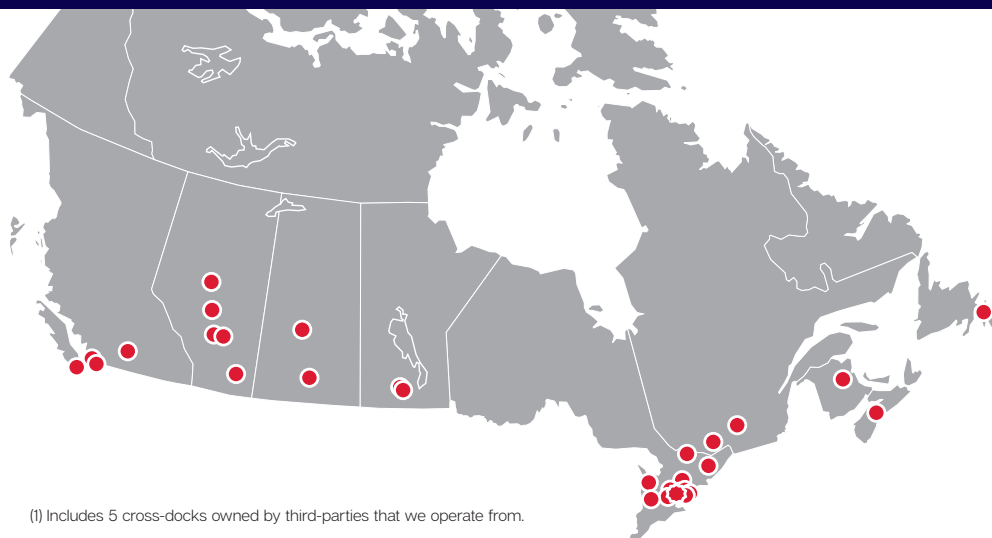 (1) Includes 5 cross-docks owned by third-parties that we operate from.